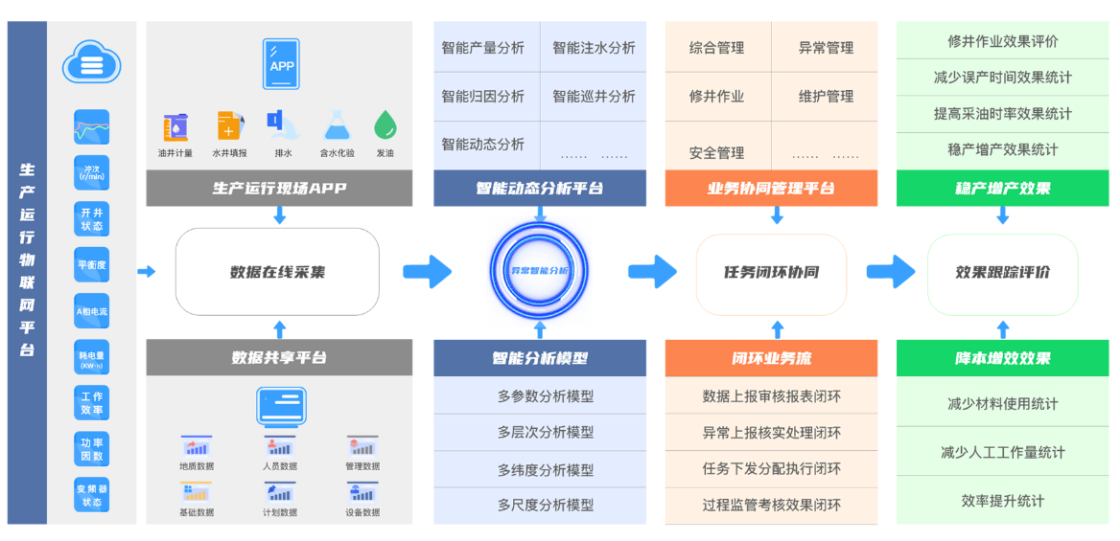 生产运行物联网平台
冲次
(r/min)
开井
状态
平衡度
A相电流
耗电量
(KW·h)
工作
效率
功率
因数
变频器
状态
APP
油井计量
水井填报
排水
含水化验
发油
生产运行现场APP
数据在线采集
数据共享平台
地质数据
人员数据
管理数据
基础数据
计划数据
设备数据
智能产量分析
智能注水分析
智能归因分析
智能巡井分析
智能动态分析
...... ......
智能动态分析平台
异常智能分析
智能分析模型
多参数分析模型
多层次分析模型
多纬度分析模型
多尺度分析模型
综合管理
异常管理
修井作业
维护管理
安全管理
...... ......
业务协同管理平台
任务闭环协同
闭环业务流
数据上报审核报表闭环
异常上报核实处理闭环
任务下发分配执行闭环
过程监管考核效果闭环
修井作业效果评价
减少误产时间效果统计
提高采油时率效果统计
稳产增产效果统计
稳产增产效果
效果跟踪评价
降本增效效果
减少材料使用统计
减少人工工作量统计
效率提升统计